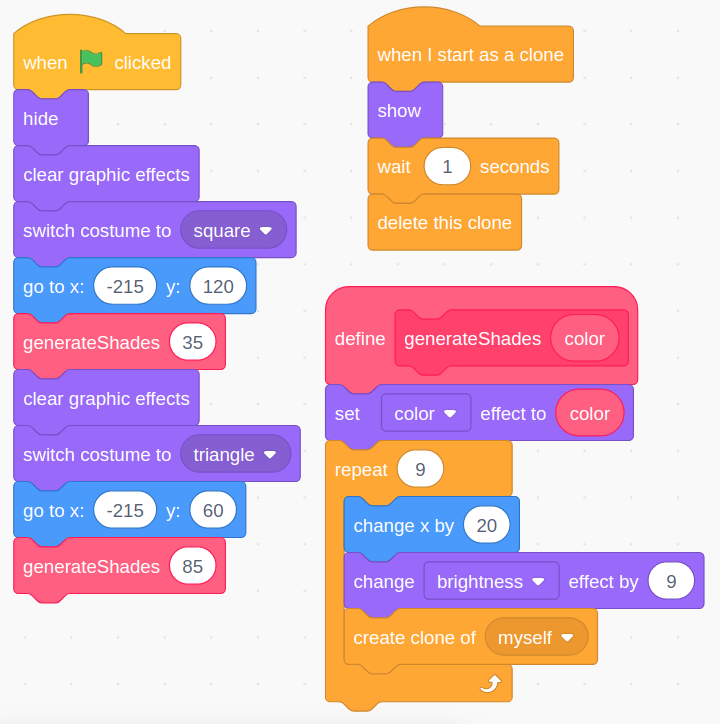 when clicked
hide
clear graphic effects
switch costume to square
go to x: -215 y: 120
generateShades 35
clear graphic effects
switch costume to triangle
go to x: -215 y: 60
generateShades 85
when I start as a clone
show
wait 1 seconds
delete this clone
define generateShades color
set color effect to color
repeat 9
change x by 20
change brightness effect by 9
create clone of myself